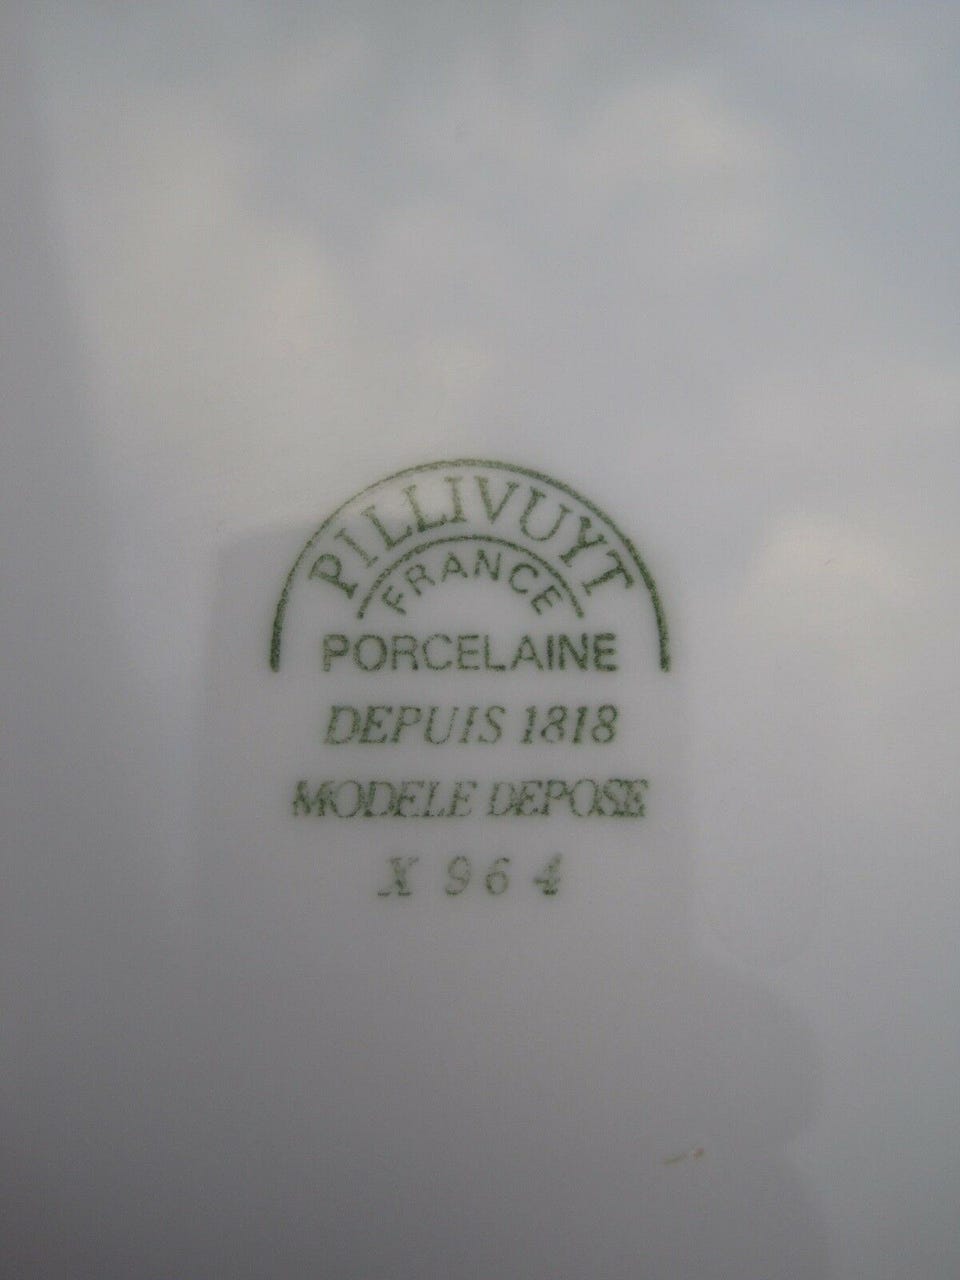 PILLIVUYT
FRANCE
PORCELAINE
DEPUIS 1818
MODELE DEPOSE
X 964